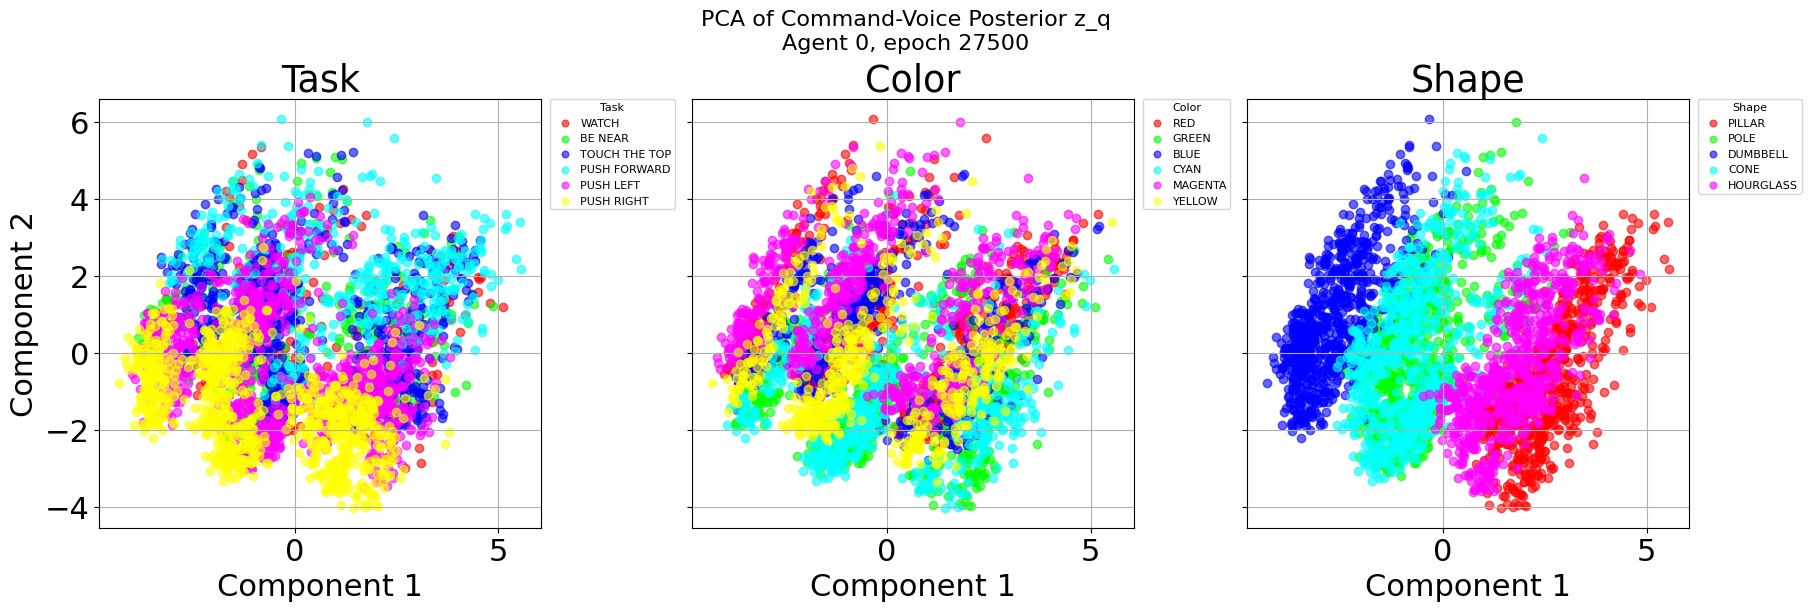 PCA of Command-Voice Posterior z_q
Agent 0, epoch 27500
Task
Component 2
6
4
2
0
−2
−4
0 5
Component 1
Task
WATCH
BE NEAR
TOUCH THE TOP
PUSH FORWARD
PUSH LEFT
PUSH RIGHT
Color
0 5
Component 1
Color
RED
GREEN
BLUE
CYAN
MAGENTA
YELLOW
Shape
0 5
Component 1
Shape
PILLAR
POLE
DUMBBELL
CONE
HOURGLASS